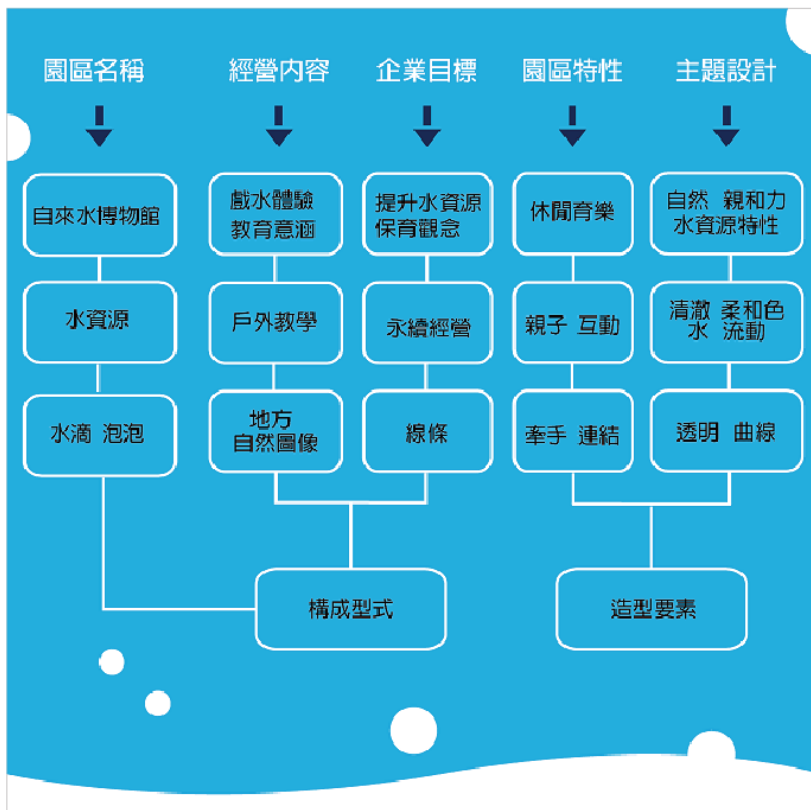 園區名稱
經營内容
企業目標
園區特性
主題設計
自來水博物館
戲水體驗
教育意涵
提升水資源
保育觀念
休閒育樂
自然 親和力
水資源特性
水資源
戶外教學
永續經營
親子 互動
清澈 柔和色
水 流動
水滴 泡泡
地方
自然圖像
線條
牽手 連結
透明 曲線
構成型式
造型要素